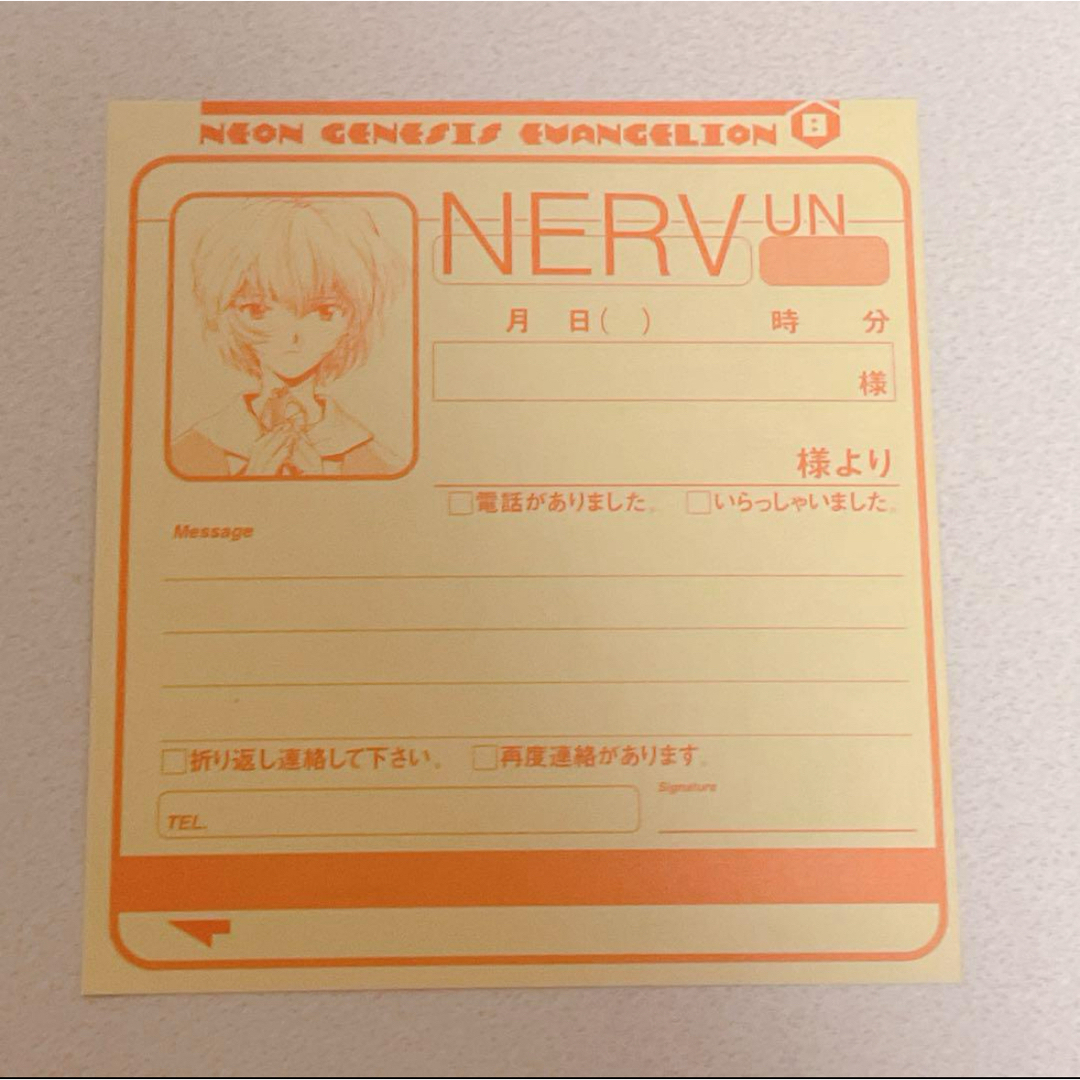 NEON GENESIS EVANGELION B
NERV UN
月 日( ) 時 分
様
様より
□電話がありました。 □いらっしゃいました。
Message
□折り返し連絡して下さい。 □再度連絡があります。
Signature
TEL.